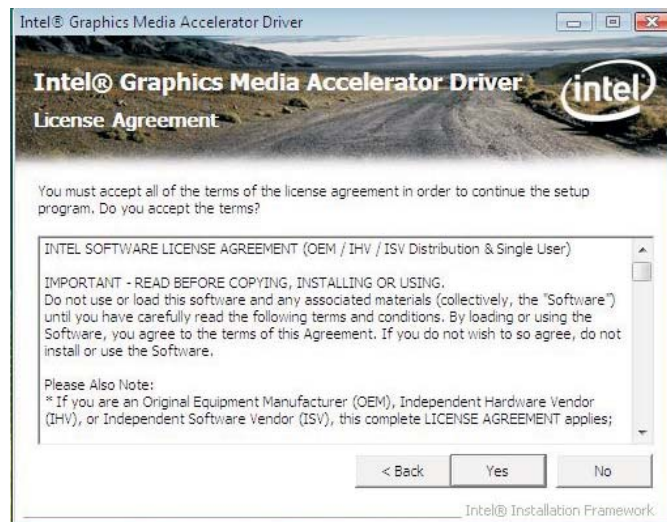 Intel® Graphics Media Accelerator Driver
Intel® Graphics Media Accelerator Driver
intel
License Agreement
You must accept all of the terms of the license agreement in order to continue the setup
program. Do you accept the terms?
INTEL SOFTWARE LICENSE AGREEMENT (OEM / IHV / ISV Distribution & Single User)
IMPORTANT - READ BEFORE COPYING, INSTALLING OR USING.
Do not use or load this software and any associated materials (collectively, the "Software")
until you have carefully read the following terms and conditions. By loading or using the
Software, you agree to the terms of this Agreement. If you do not wish to so agree, do not
install or use the Software.
Please Also Note:
* If you are an Original Equipment Manufacturer (OEM), Independent Hardware Vendor
(IHV), or Independent Software Vendor (ISV), this complete LICENSE AGREEMENT applies;
< Back
Yes
No
Intel® Installation Framework